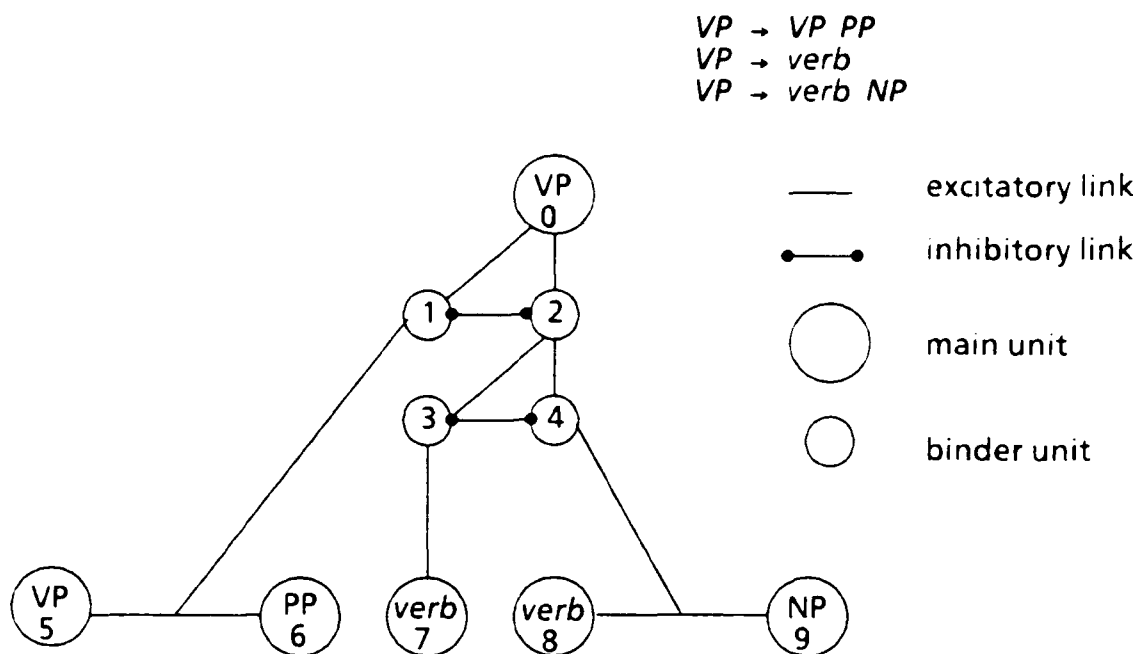 VP → VP PP
VP → verb
VP → verb NP
VP
0
excitatory link
1
2
inhibitory link
main unit
3
4
binder unit
VP
5
PP
6
verb
7
verb
8
NP
9